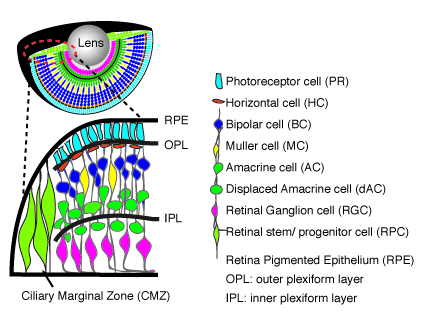 Lens
RPE
OPL
IPL
Ciliary Marginal Zone (CMZ)
Photoreceptor cell (PR)
Horizontal cell (HC)
Bipolar cell (BC)
Muller cell (MC)
Amacrine cell (AC)
Displaced Amacrine cell (dAC)
Retinal Ganglion cell (RGC)
Retinal stem/ progenitor cell (RPC)
Retina Pigmented Epithelium (RPE)
OPL: outer plexiform layer
IPL: inner plexiform layer